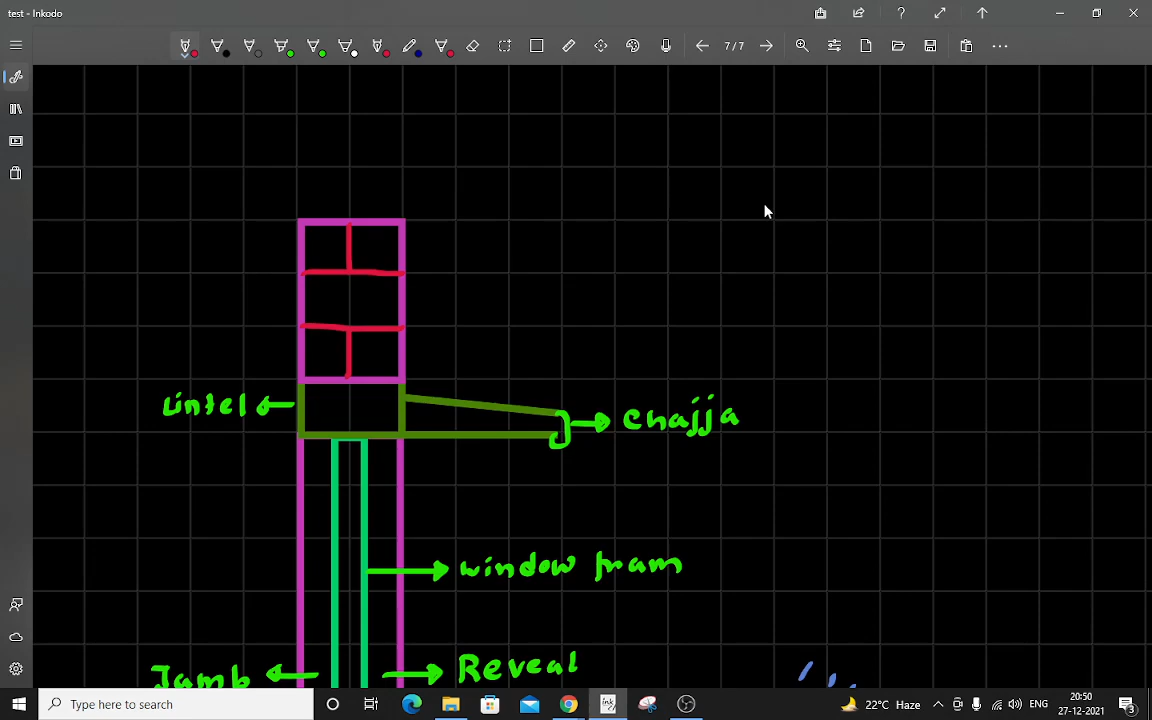 test - Inkodo
7/7
Lintel
Chajja
window fram
Jamb
Reveal
Type here to search
22°C Haze
ENG
20:50
27-12-2021
3